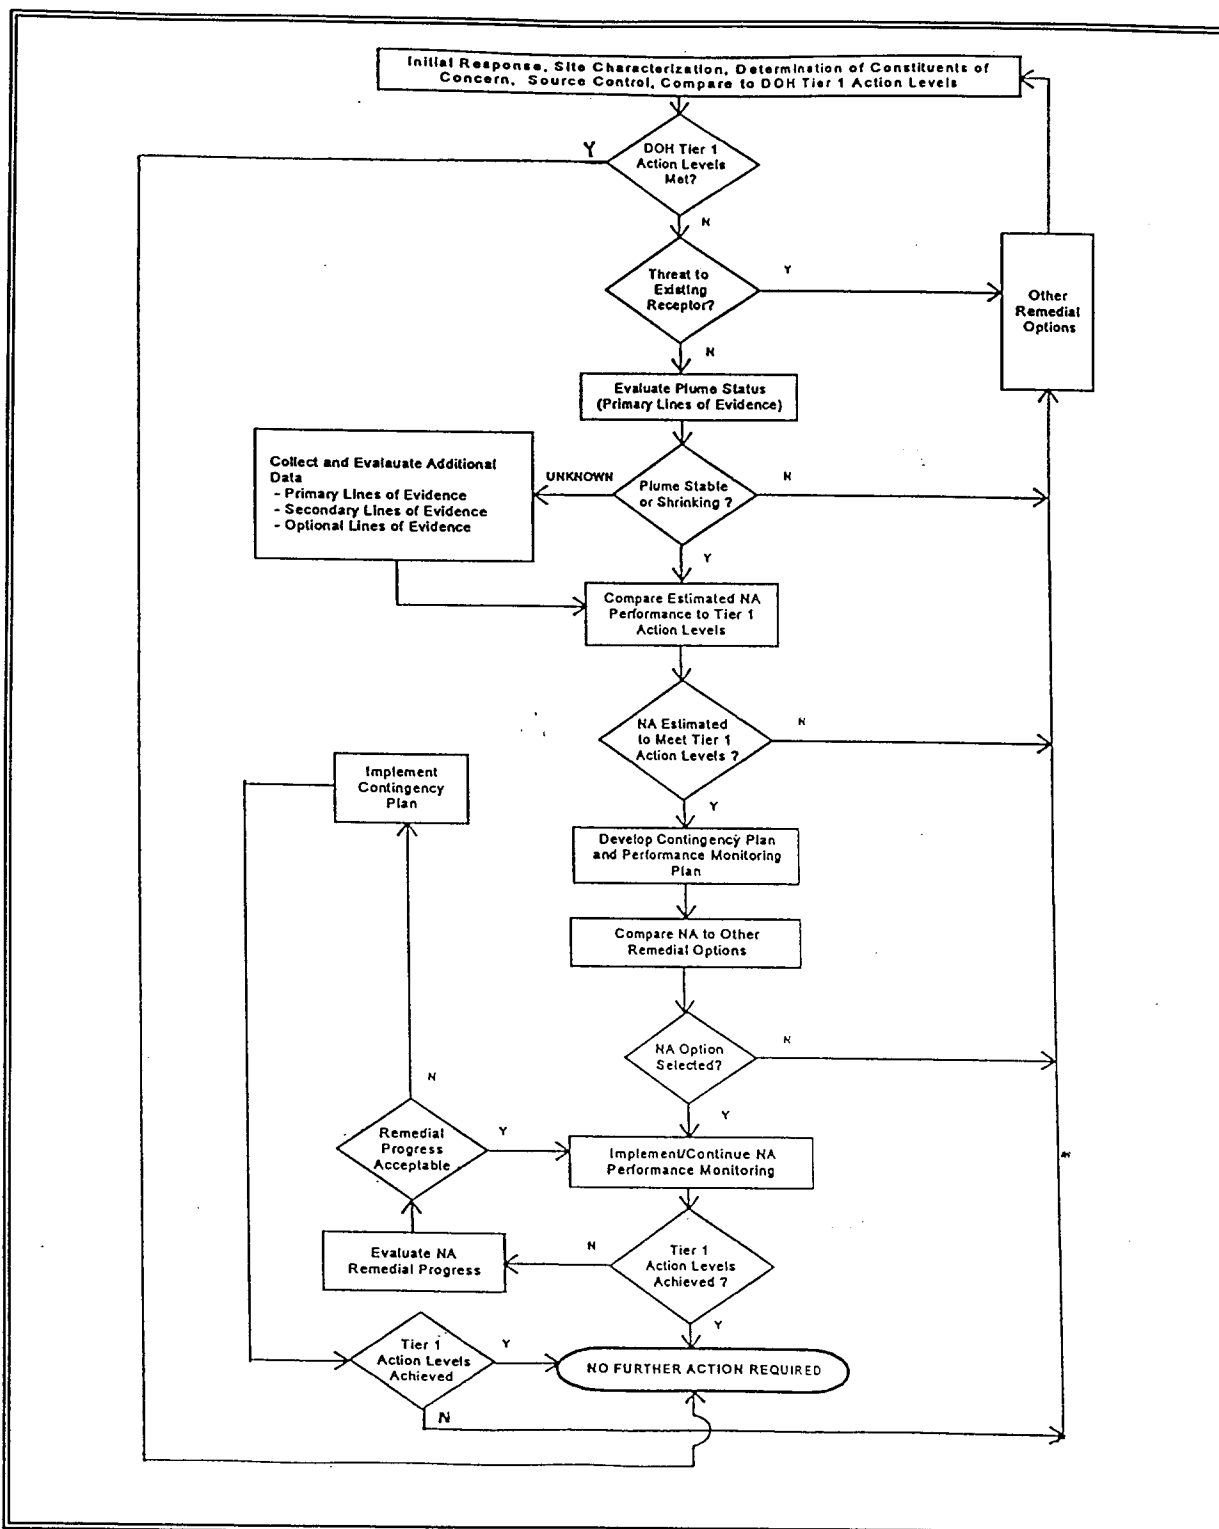 Initial Response, Site Characterization, Determination of Constituents of
Concern, Source Control, Compare to DOH Tier 1 Action Levels
Y
DOH Tier 1
Action Levels
Met?
N
Threat to
Existing
Receptor?
Y
Other
Remedial
Options
N
Evaluate Plume Status
(Primary Lines of Evidence)
Collect and Evalauate Additional
Data
- Primary Lines of Evidence
- Secondary Lines of Evidence
- Optional Lines of Evidence
UNKNOWN
Plume Stable
or Shrinking ?
N
Y
Compare Estimated NA
Performance to Tier 1
Action Levels
NA Estimated
to Meet Tier 1
Action Levels ?
N
Implement
Contingency
Plan
Y
Develop Contingency Plan
and Performance Monitoring
Plan
Compare NA to Other
Remedial Options
NA Option
Selected?
N
N
Y
Remedial
Progress
Acceptable
Y
Implement/Continue NA
Performance Monitoring
Evaluate NA
Remedial Progress
N
Tier 1
Action Levels
Achieved ?
Y
Tier 1
Action Levels
Achieved
Y
NO FURTHER ACTION REQUIRED
N